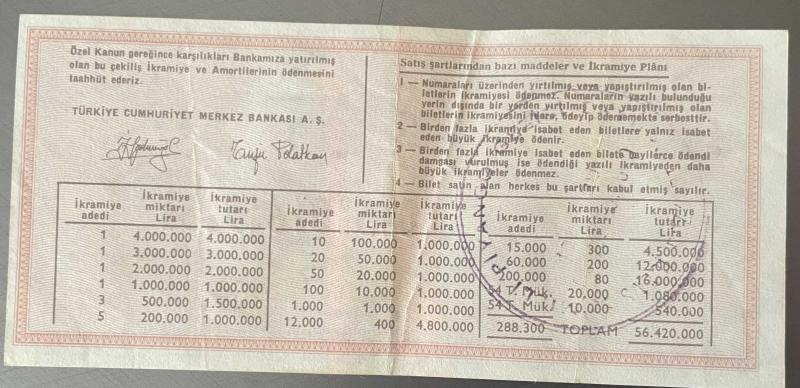 Özel Kanun gereğince karşılıkları Bankamıza yatırılmış
olan bu çekiliş İkramiye ve Amortilerinin ödenmesini
taahhüt ederiz.
TÜRKİYE CUMHURİYET MERKEZ BANKASI A. Ş.
Satış şartlarından bazı maddeler ve İkramiye Plânı
1 — Numaraları üzerinden yırtılmış veya yapıştırılmış olan bi-
letlerin ikramiyesi ödenmez. Numaraların yazılı bulunduğu
yerin dışında bir yerden yırtılmış veya yapıştırılmış olan
biletlerin ikramiyesini İdare, ödeyip ödememekte serbesttir.
2 — Birden fazla ikramiye isabet eden biletlere yalnız isabet
eden büyük ikramiye ödenir.
3 — Birden fazla ikramiye isabet eden bilete bayilerce ödendi
damgası vurulmuş ise ödendiği yazılı ikramiyeden daha
büyük ikramiyeler ödenmez.
4 — Bilet satın alan herkes bu şartları kabul etmiş sayılır.
İkramiye adedi İkramiye miktarı Lira İkramiye tutarı Lira
1 4.000.000 4.000.000
1 3.000.000 3.000.000
1 2.000.000 2.000.000
1 1.000.000 1.000.000
3 500.000 1.500.000
5 200.000 1.000.000
İkramiye adedi İkramiye miktarı Lira İkramiye tutarı Lira
10 100.000 1.000.000
20 50.000 1.000.000
50 20.000 1.000.000
100 10.000 1.000.000
1.000 1.000 1.000.000
12.000 400 4.800.000
İkramiye adedi İkramiye miktarı Lira İkramiye tutarı Lira
15.000 300 4.500.000
60.000 200 12.000.000
200.000 80 16.000.000
54 T. Mük. 20.000 1.080.000
54 T. Mük. 10.000 540.000
288.300 TOPLAM 56.420.000